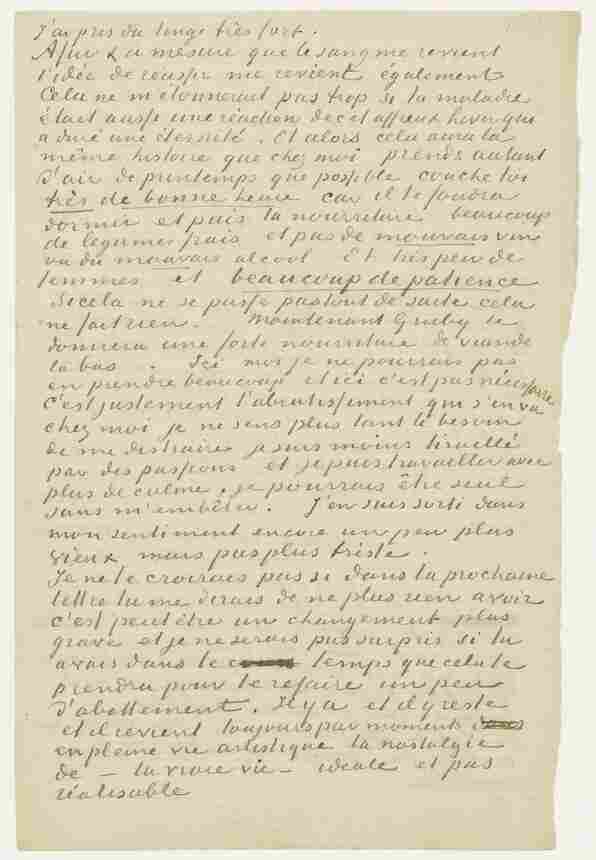 J'ai pris du linge très fort.
A fur & a mesure que le sang me revient
l'idée de reussir me revient également
Cela ne m'étonnerait pas trop si ta maladie
était aussi une réaction de cet affreux hiver qui
a duré une éternité. Et alors cela aura la
même histoire que chez moi prends autant
d'air de printemps que possible couche toi
très de bonne heure car il te faudra
dormir et puis la nourriture beaucoup
de legumes frais et pas de mauvais vin
ou du mauvais alcool Et très peu de
femmes et beaucoup de patience
Si cela ne se passe pas tout de suite cela
ne fait rien. Maintenant Gruby te
donnera une forte nourriture de viande
là bas. Ici moi je ne pourrais pas
en prendre beaucoup et ici c'est pas nécessaire
C'est justement l'abrutissement qui s'en va
chez moi je ne sens plus tant le besoin
de me distraire je suis moins tiraillé
par des passions et je puis travailler avec
plus de calme, je pourrais être seul
sans m'embêter. J'en suis sorti dans
mon sentiment encore un peu plus
vieux mais pas plus triste.
Je ne te croirais pas si dans ta prochaine
lettre tu me dirais de ne plus rien avoir
c'est peut être un changement plus
grave et je ne serais pas surpris si tu
avais dans le temps que cela te
prendra pour te refaire un peu
d'abattement. Il y a et il y reste
et il revient toujours par moments
en pleine vie artistique la nostalgie
de – la vraie vie – ideale et pas
réalisable